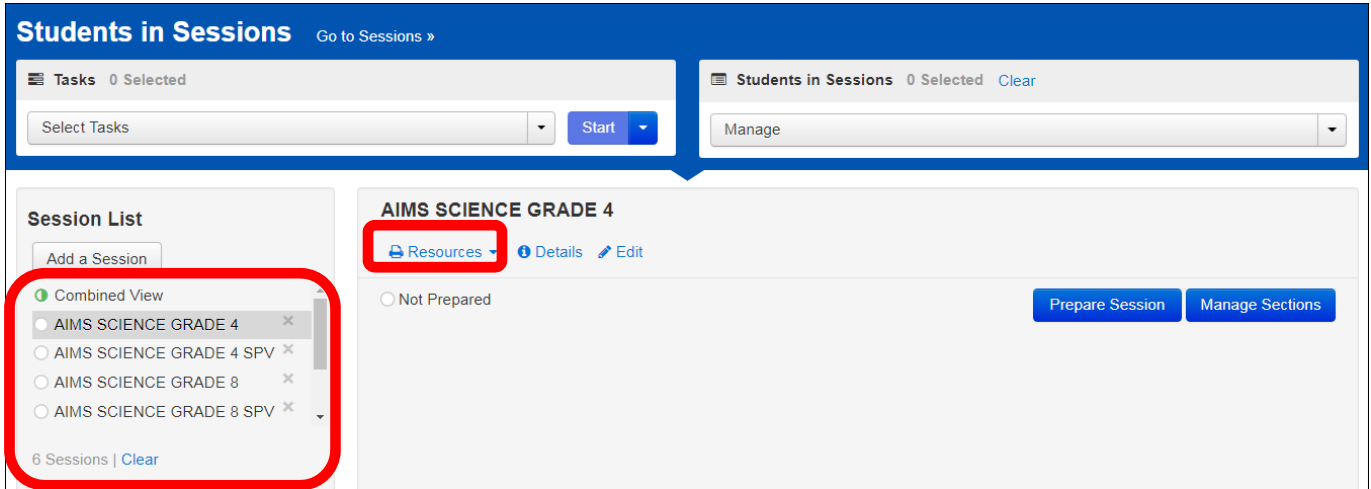 Students in Sessions Go to Sessions »
Tasks 0 Selected
Select Tasks
Start
Students in Sessions 0 Selected Clear
Manage
Session List
Add a Session
Combined View
AIMS SCIENCE GRADE 4
AIMS SCIENCE GRADE 4 SPV
AIMS SCIENCE GRADE 8
AIMS SCIENCE GRADE 8 SPV
6 Sessions | Clear
AIMS SCIENCE GRADE 4
Resources Details Edit
Not Prepared
Prepare Session Manage Sections